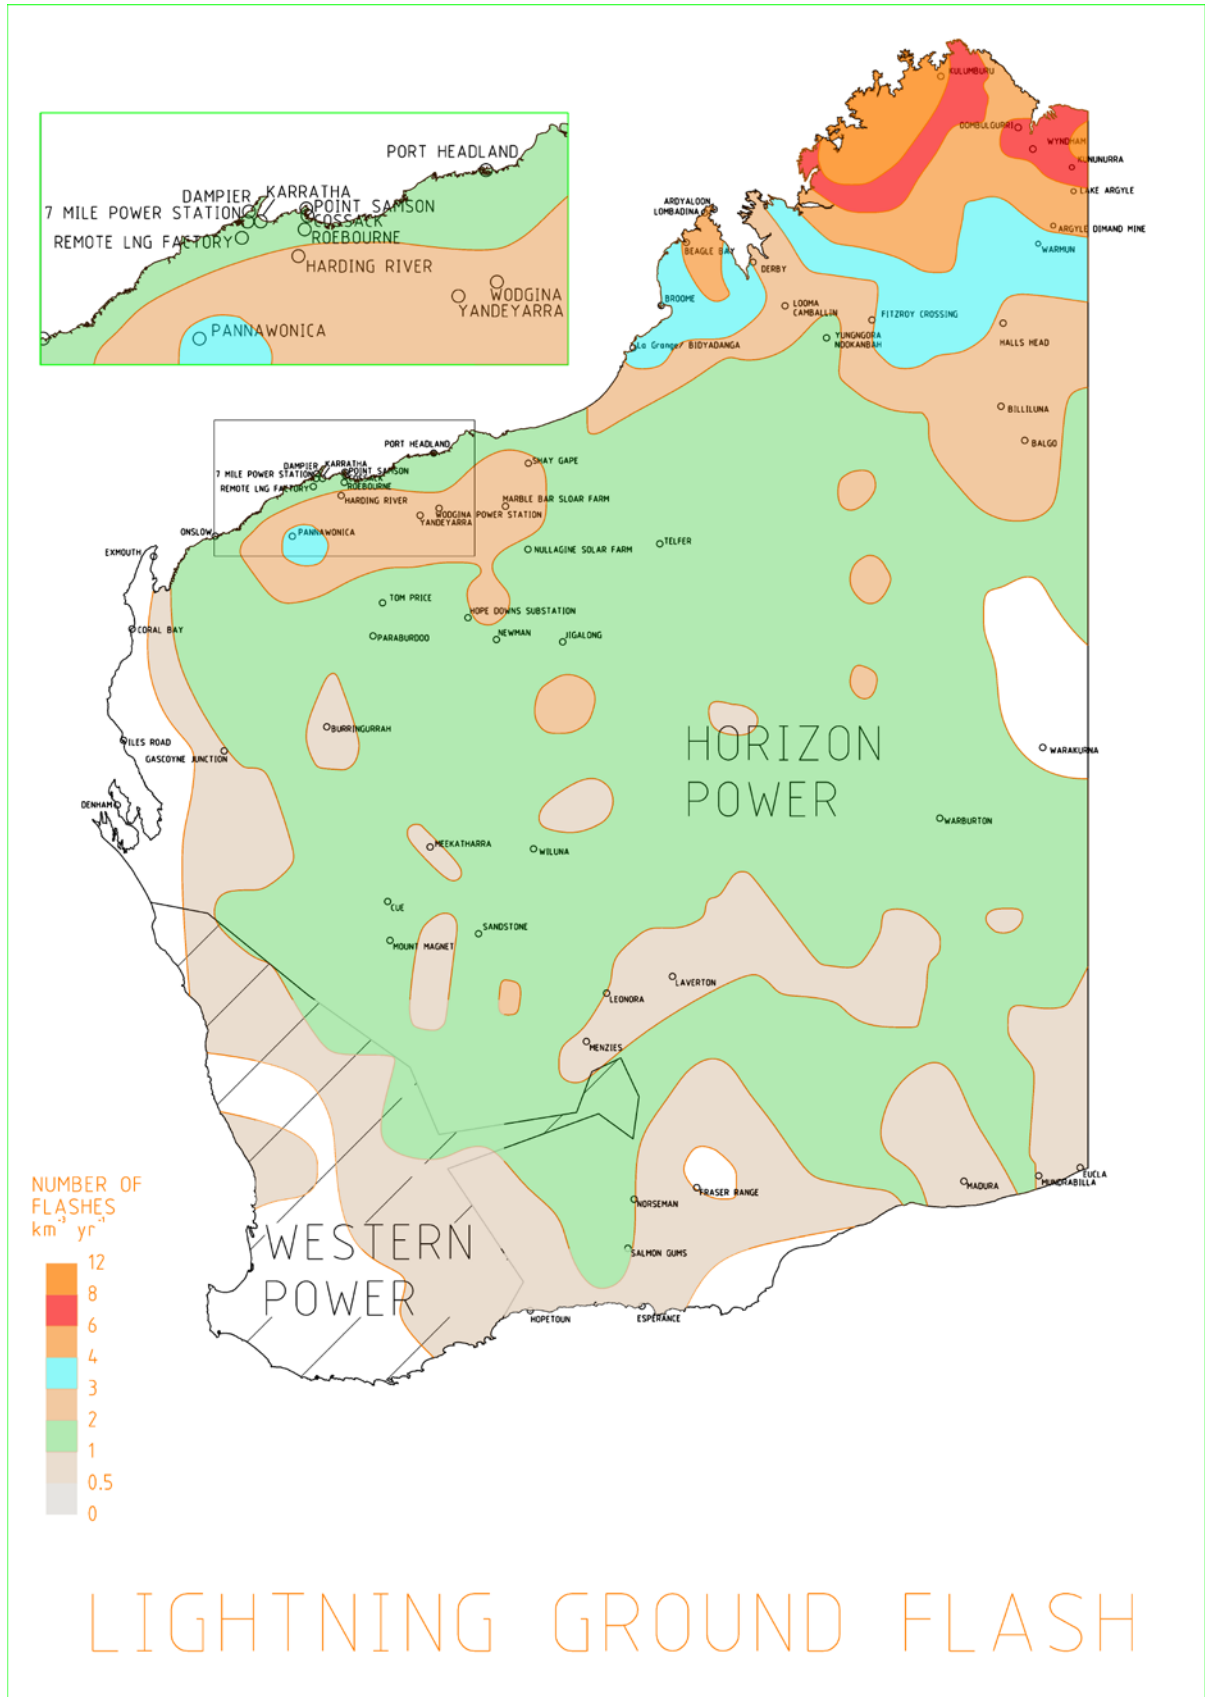 PORT HEADLAND
DAMPIER
KARRATHA
7 MILE POWER STATION
POINT SAMSON
COSSACK
REMOTE LNG FACTORY
ROEBOURNE
HARDING RIVER
WODGINA
YANDEYARRA
PANNAWONICA
KULUMBURU
OOMBULGURRI
WYNDHAM
KUNUNURRA
LAKE ARGYLE
ARDYALOON
LOMBADINA
ARGYLE DIMAND MINE
WARMUN
BEAGLE BAY
DERBY
BROOME
LOOMA
CAMBALLIN
FITZROY CROSSING
La Grange/ BIDYADANGA
YUNGNGORA
NOOKANBAH
HALLS HEAD
BILLILUNA
BALGO
PORT HEADLAND
DAMPIER
KARRATHA
7 MILE POWER STATION
POINT SAMSON
COSSACK
REMOTE LNG FACTORY
ROEBOURNE
SHAY GAPE
HARDING RIVER
MARBLE BAR SLOAR FARM
WODGINA POWER STATION
YANDEYARRA
ONSLOW
PANNAWONICA
EXMOUTH
NULLAGINE SOLAR FARM
TELFER
TOM PRICE
HOPE DOWNS SUBSTATION
CORAL BAY
PARABURDOO
NEWMAN
JIGALONG
BURRINGURRAH
ILES ROAD
GASCOYNE JUNCTION
HORIZON
POWER
WARAKURNA
DENHAM
WARBURTON
MEEKATHARRA
WILUNA
CUE
SANDSTONE
MOUNT MAGNET
LAVERTON
LEONORA
MENZIES
EUCLA
MUNDRABILLA
MADURA
FRASER RANGE
NORSEMAN
SALMON GUMS
HOPETOUN
ESPERANCE
WESTERN
POWER
NUMBER OF
FLASHES
km⁻³ yr⁻¹
12
8
6
4
3
2
1
0.5
0
LIGHTNING GROUND FLASH